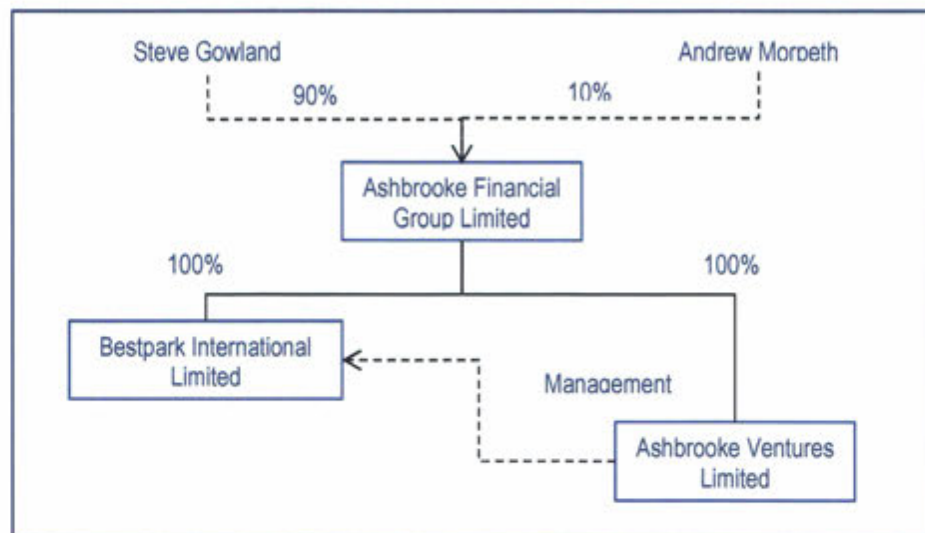 Steve Gowland
Andrew Morpeth
90%
10%
Ashbrooke Financial
Group Limited
100%
100%
Bestpark International
Limited
Management
Ashbrooke Ventures
Limited